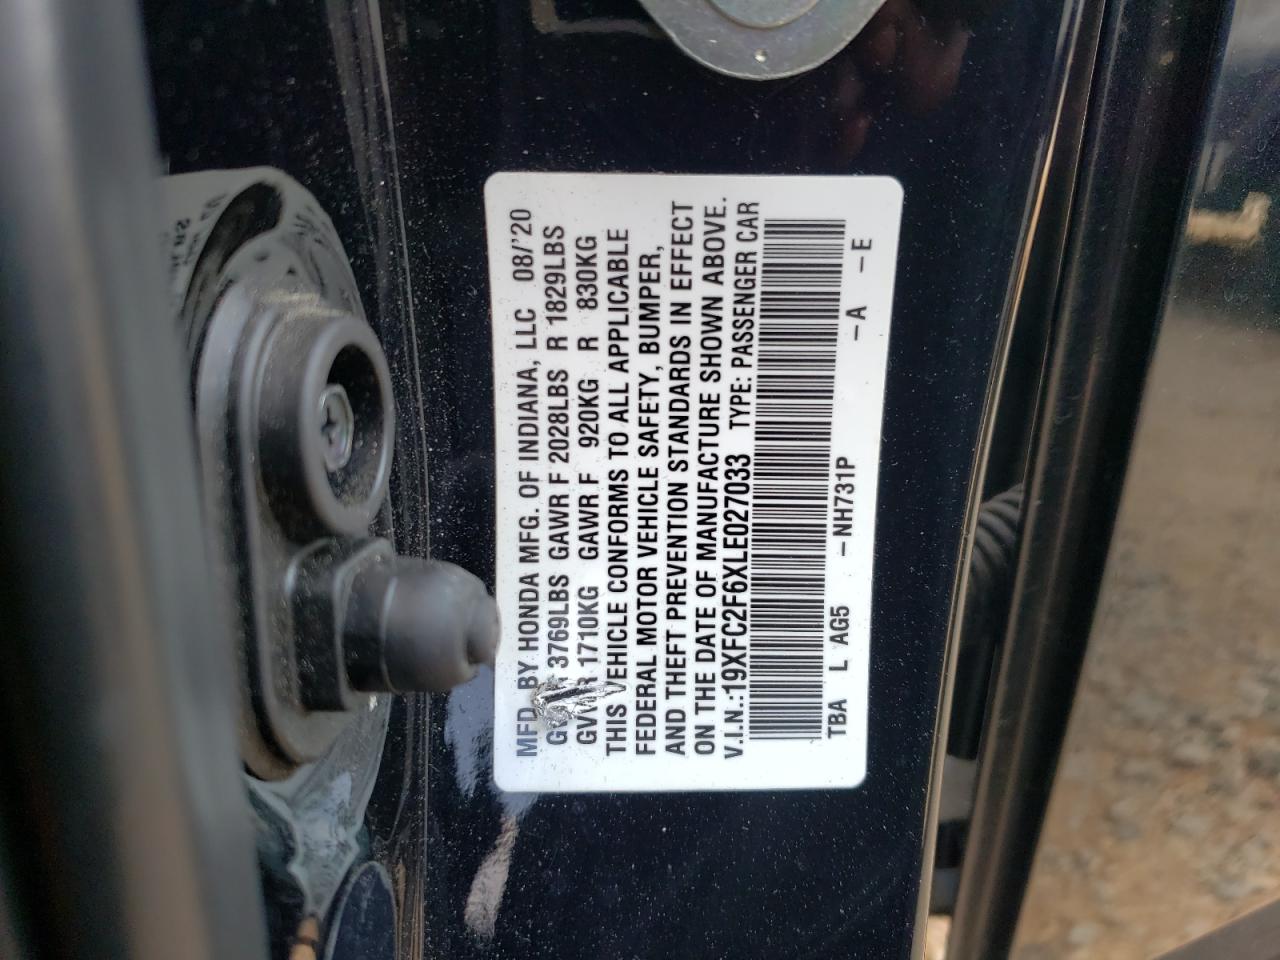 MFD. BY HONDA MFG. OF INDIANA, LLC 08/'20
3769LBS GAWR F 2028LBS R 1829LBS
1710KG GAWR F 920KG R 830KG
THIS VEHICLE CONFORMS TO ALL APPLICABLE
FEDERAL MOTOR VEHICLE SAFETY, BUMPER,
AND THEFT PREVENTION STANDARDS IN EFFECT
ON THE DATE OF MANUFACTURE SHOWN ABOVE.
V.I.N.:19XFC2F6XLE027033 TYPE: PASSENGER CAR
TBA L AG5 -NH731P -A -E